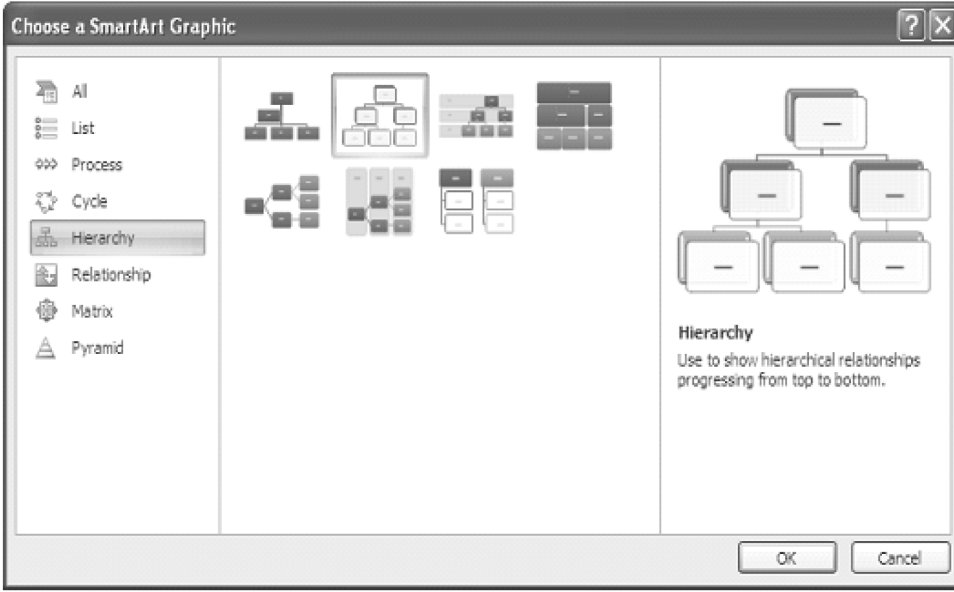 Choose a SmartArt Graphic
All
List
Process
Cycle
Hierarchy
Relationship
Matrix
Pyramid
Hierarchy
Use to show hierarchical relationships
progressing from top to bottom.
OK
Cancel